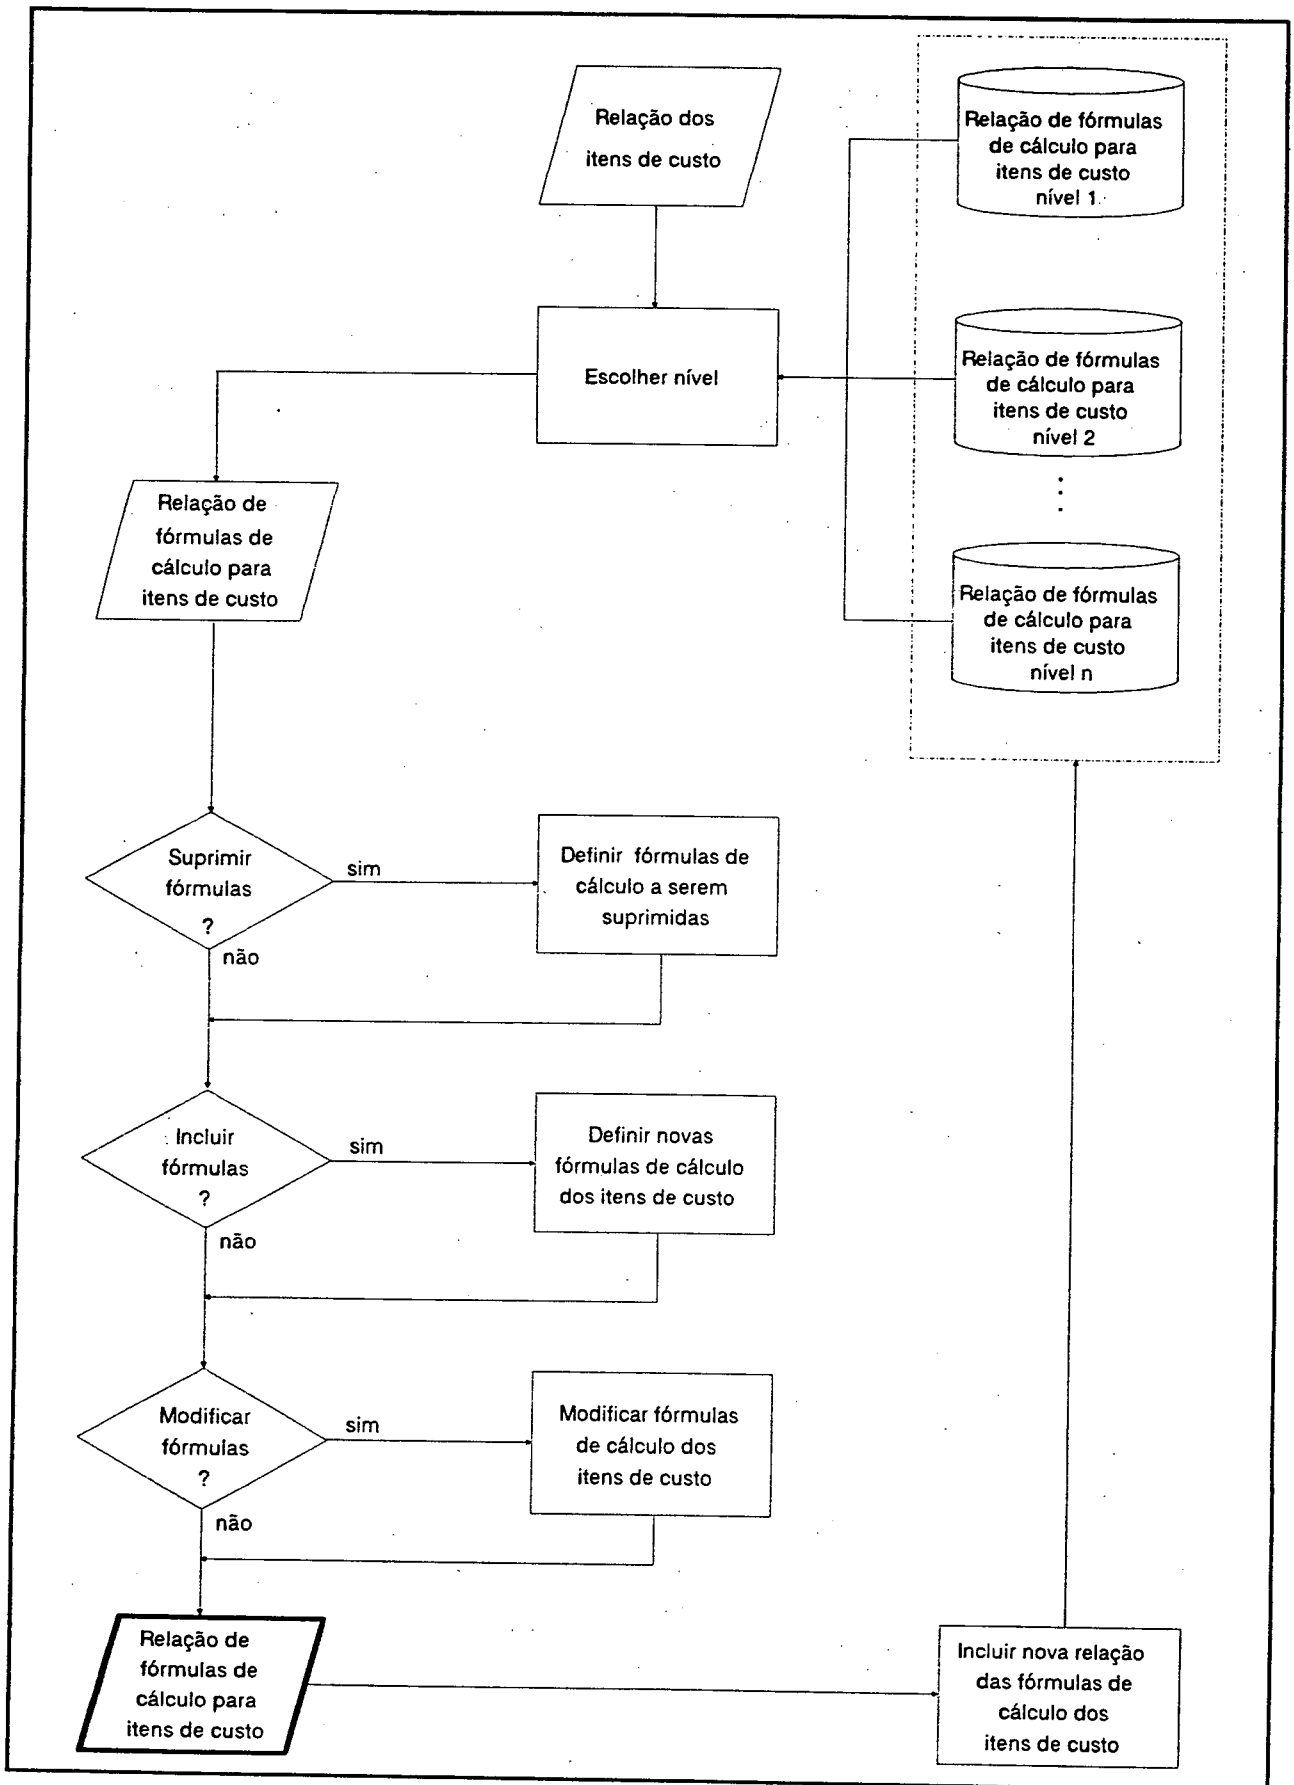 Relação dos
itens de custo
Relação de fórmulas
de cálculo para
itens de custo
nível 1
Escolher nível
Relação de fórmulas
de cálculo para
itens de custo
nível 2
Relação de
fórmulas de
cálculo para
itens de custo
Relação de fórmulas
de cálculo para
itens de custo
nível n
Suprimir
fórmulas
?
sim
não
Definir fórmulas de
cálculo a serem
suprimidas
Incluir
fórmulas
?
sim
não
Definir novas
fórmulas de cálculo
dos itens de custo
Modificar
fórmulas
?
sim
não
Modificar fórmulas
de cálculo dos
itens de custo
Relação de
fórmulas de
cálculo para
itens de custo
Incluir nova relação
das fórmulas de
cálculo dos
itens de custo